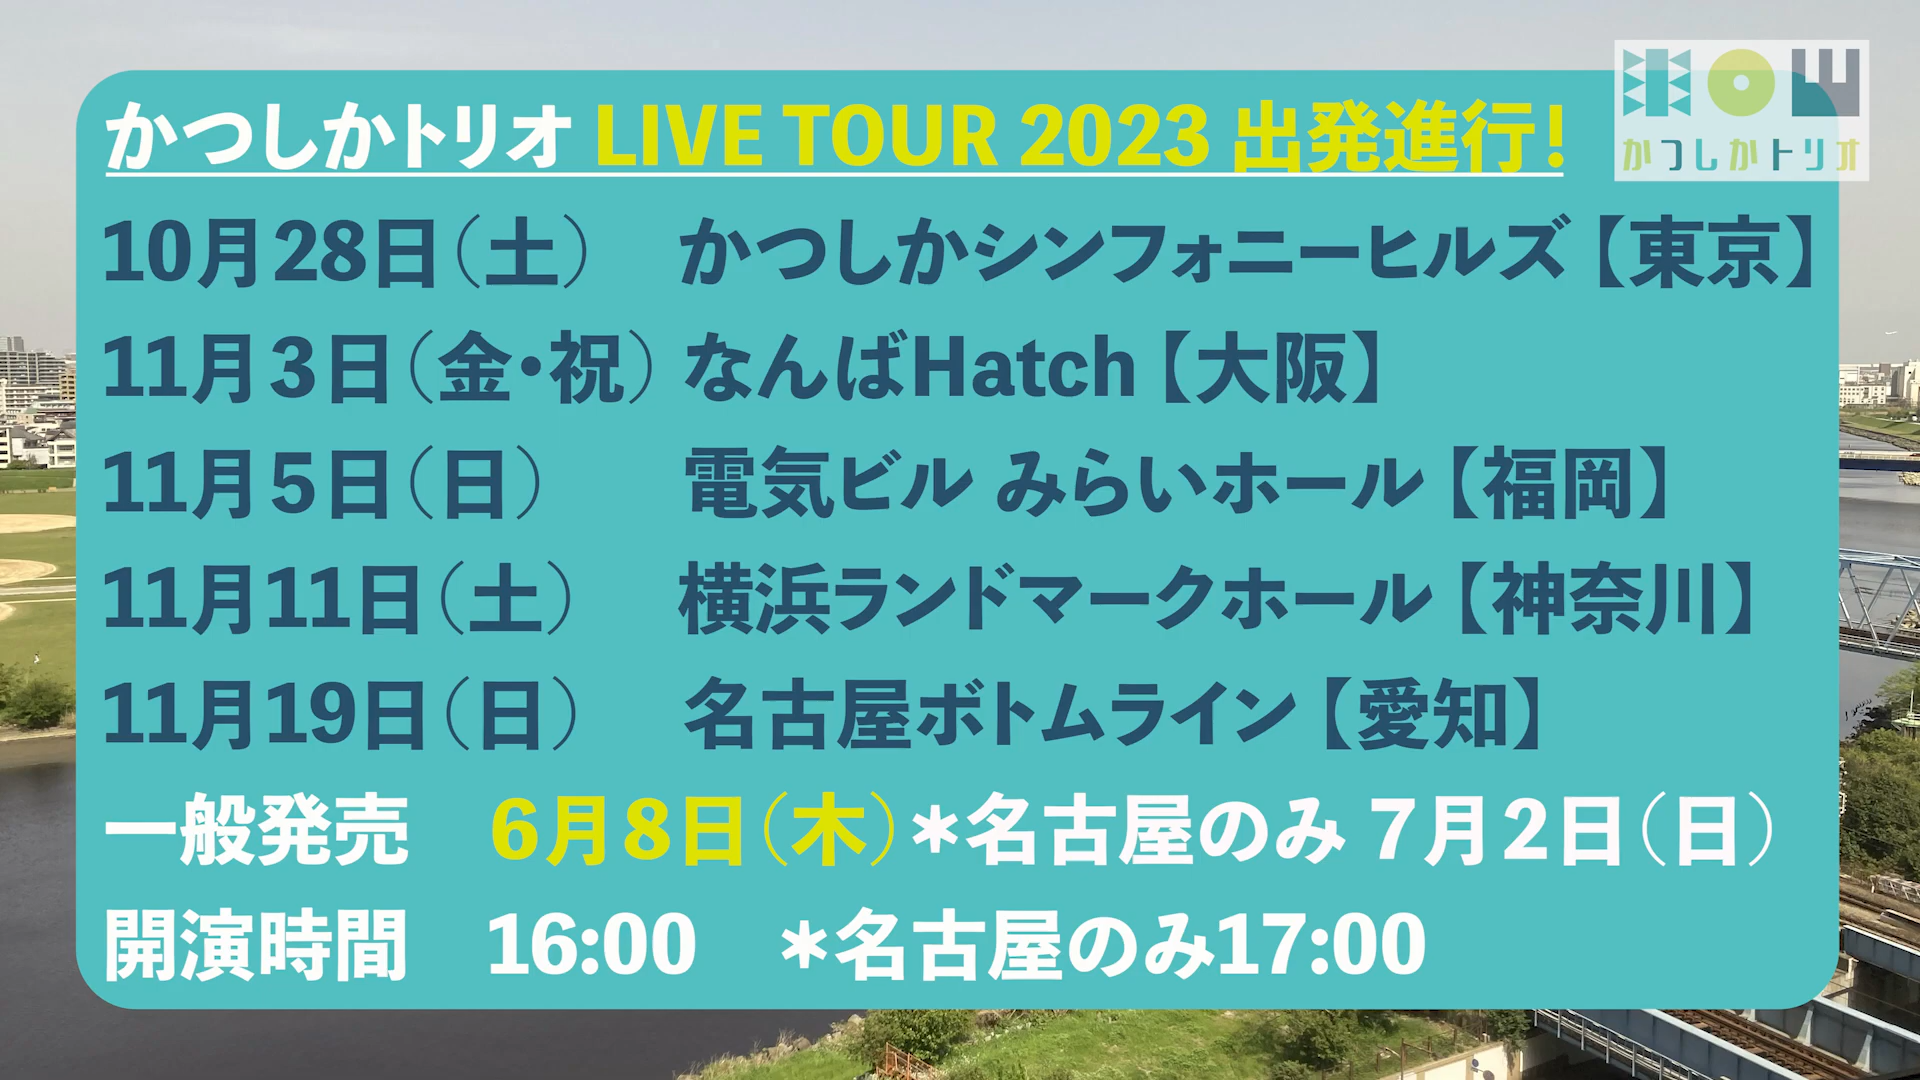 かつしかトリオ LIVE TOUR 2023 出発進行!
かつしかトリオ
10月28日(土) かつしかシンフォニーヒルズ【東京】
11月3日(金・祝) なんばHatch【大阪】
11月5日(日) 電気ビル みらいホール【福岡】
11月11日(土) 横浜ランドマークホール【神奈川】
11月19日(日) 名古屋ボトムライン【愛知】
一般発売 6月8日(木)*名古屋のみ 7月2日(日)
開演時間 16:00 *名古屋のみ17:00